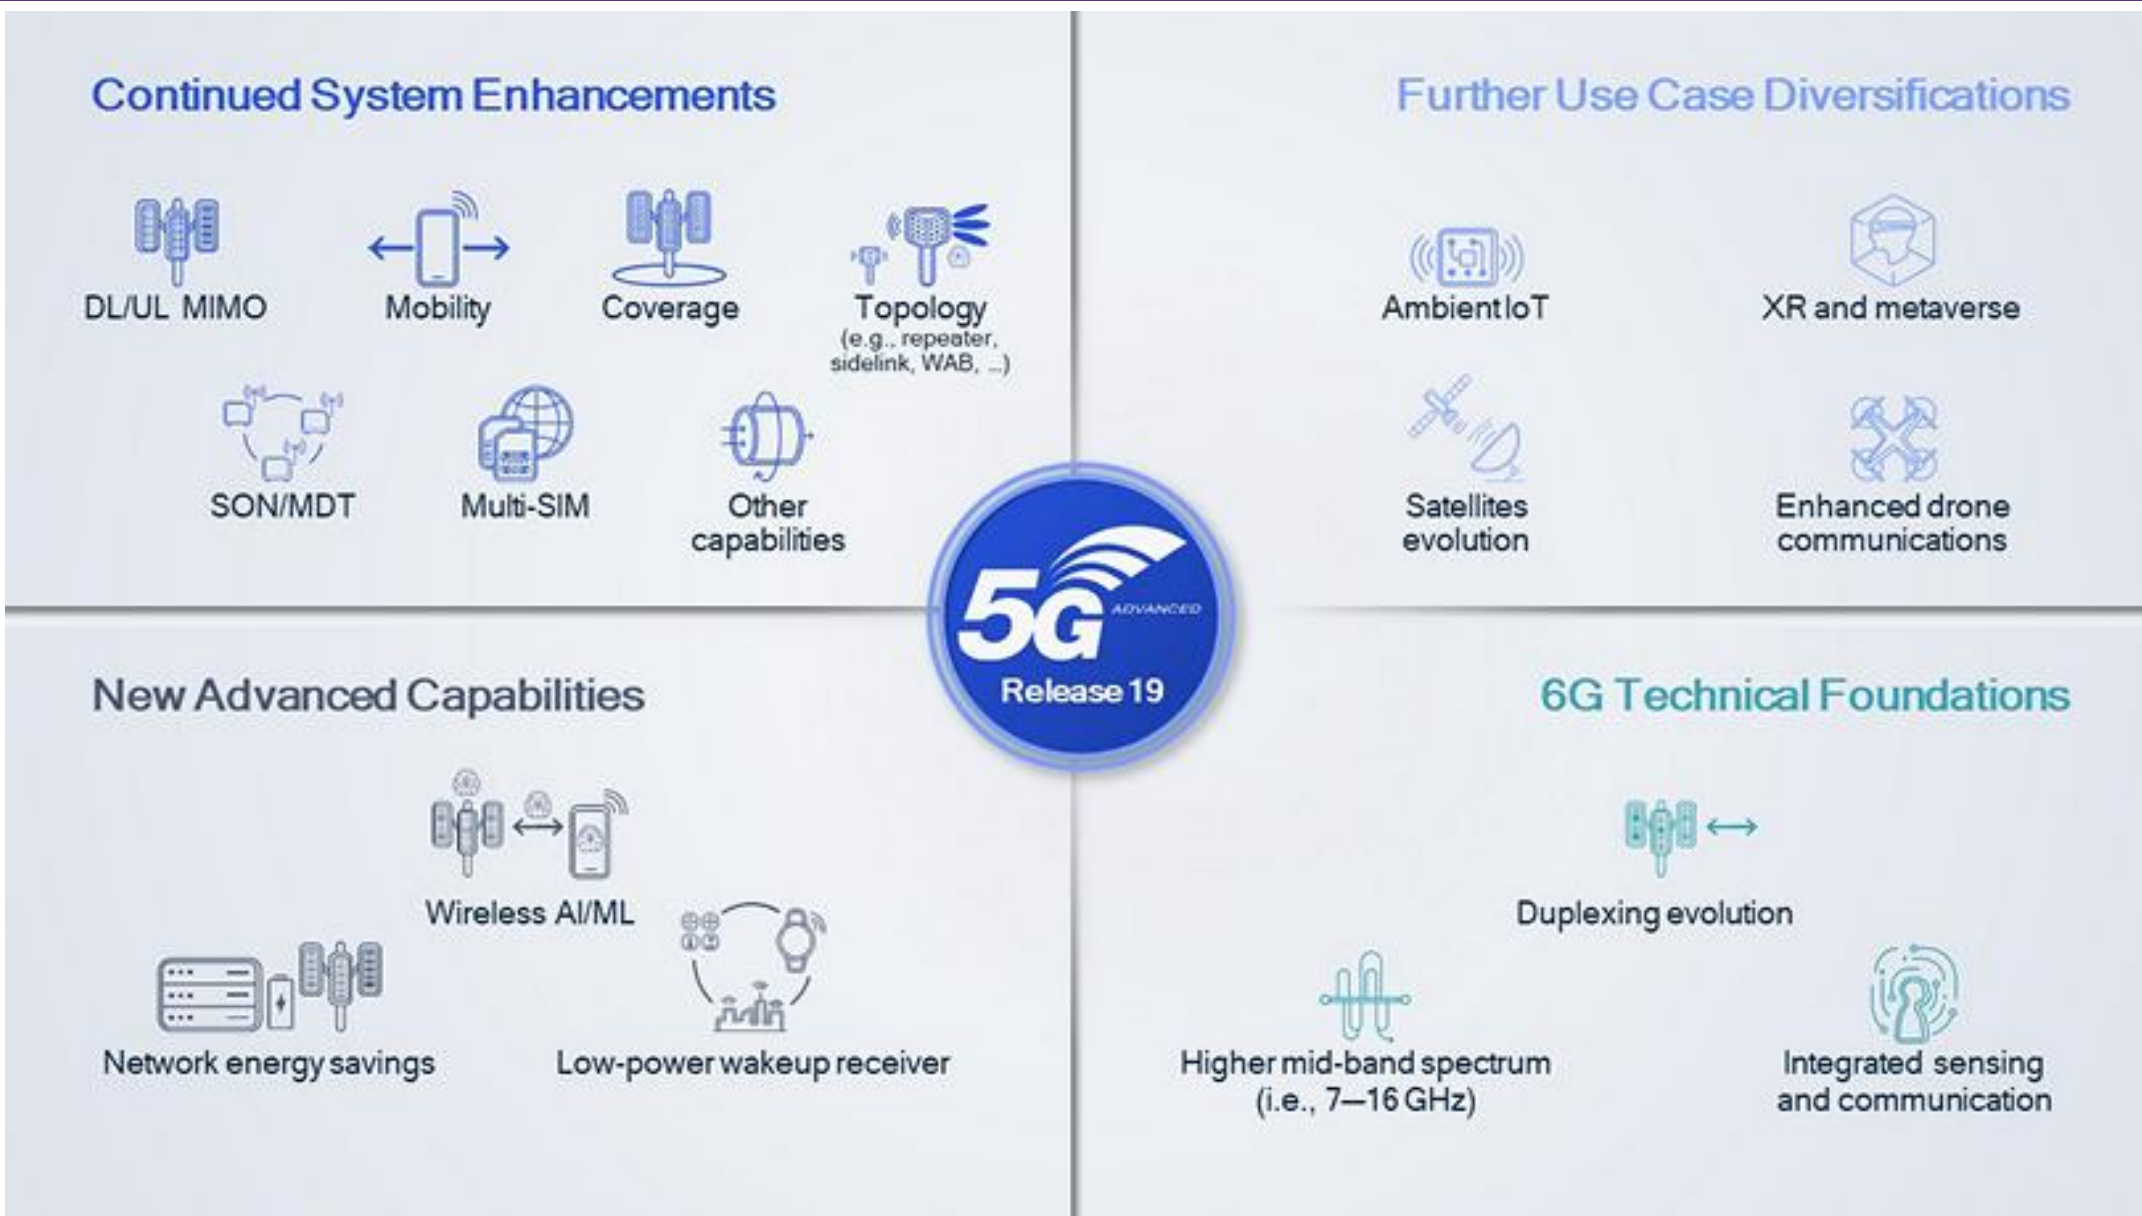 Continued System Enhancements
DL/UL MIMO
Mobility
Coverage
Topology
(e.g., repeater,
sidelink, WAB, ...)
SON/MDT
Multi-SIM
Other
capabilities
Further Use Case Diversifications
Ambient IoT
XR and metaverse
Satellites
evolution
Enhanced drone
communications
5G
ADVANCED
Release 19
New Advanced Capabilities
Wireless AI/ML
Network energy savings
Low-power wakeup receiver
6G Technical Foundations
Duplexing evolution
Higher mid-band spectrum
(i.e., 7—16 GHz)
Integrated sensing
and communication